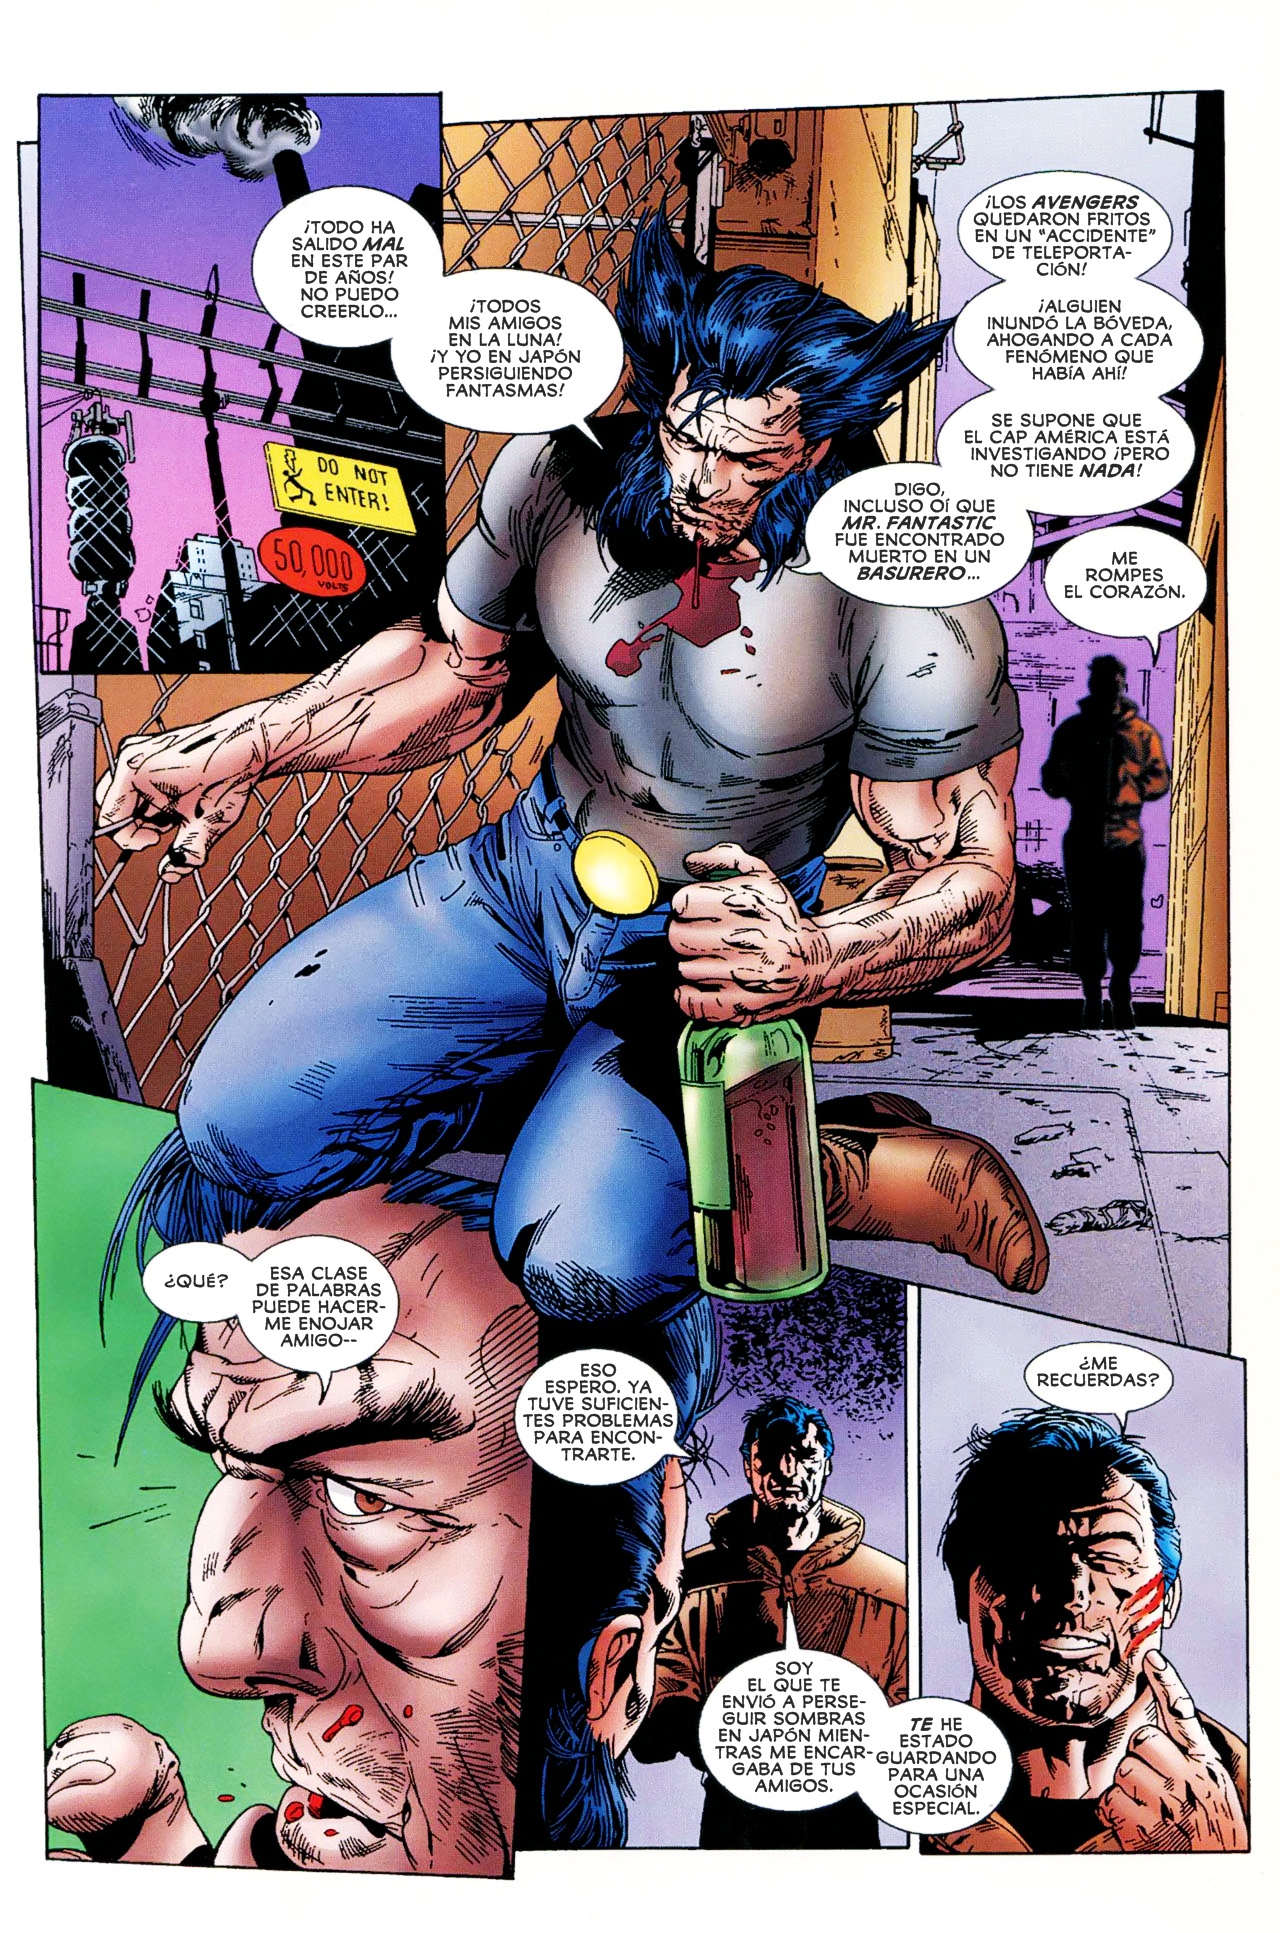 ¡TODO HA
SALIDO MAL
EN ESTE PAR
DE AÑOS!
NO PUEDO
CREERLO...
¡TODOS
MIS AMIGOS
EN LA LUNA!
¡Y YO EN JAPÓN
PERSIGUIENDO
FANTASMAS!
DO NOT
ENTER!
50,000
VOLTS
¡LOS AVENGERS
QUEDARON FRITOS
EN UN “ACCIDENTE”
DE TELEPORTA-
CIÓN!
¡ALGUIEN
INUNDÓ LA BÓVEDA,
AHOGANDO A CADA
FENÓMENO QUE
HABÍA AHÍ!
SE SUPONE QUE
EL CAP AMÉRICA ESTÁ
INVESTIGANDO ¡PERO
NO TIENE NADA!
DIGO,
INCLUSO OÍ QUE
MR. FANTASTIC
FUE ENCONTRADO
MUERTO EN UN
BASURERO...
ME
ROMPES
EL CORAZÓN.
¿QUÉ?
ESA CLASE
DE PALABRAS
PUEDE HACER-
ME ENOJAR
AMIGO--
ESO
ESPERO. YA
TUVE SUFICIEN-
TES PROBLEMAS
PARA ENCON-
TRARTE.
SOY
EL QUE TE
ENVIÓ A PERSE-
GUIR SOMBRAS
EN JAPÓN MIEN-
TRAS ME ENCAR-
GABA DE TUS
AMIGOS.
¿ME
RECUERDAS?
TE HE
ESTADO
GUARDANDO
PARA UNA
OCASIÓN
ESPECIAL.